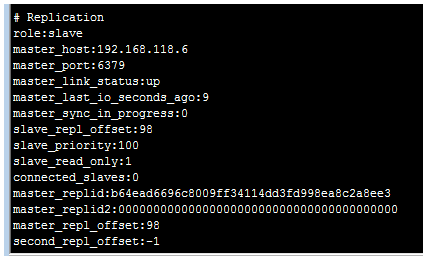 # Replication
role:slave
master_host:192.168.118.6
master_port:6379
master_link_status:up
master_last_io_seconds_ago:9
master_sync_in_progress:0
slave_repl_offset:98
slave_priority:100
slave_read_only:1
connected_slaves:0
master_replid:b64ead6696c8009ff34114dd3fd998ea8c2a8ee3
master_replid2:0000000000000000000000000000000000000000
master_repl_offset:98
second_repl_offset:-1